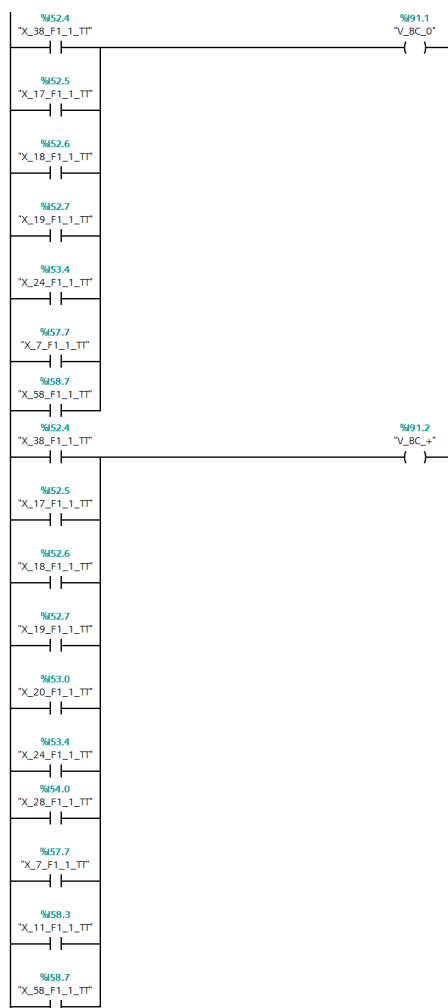 %I52.4
"X_38_F1_1_TT"
%I91.1
"V_BC_0"
%I52.5
"X_17_F1_1_TT"
%I52.6
"X_18_F1_1_TT"
%I52.7
"X_19_F1_1_TT"
%I53.4
"X_24_F1_1_TT"
%I57.7
"X_7_F1_1_TT"
%I58.7
"X_58_F1_1_TT"
%I52.4
"X_38_F1_1_TT"
%I91.2
"V_BC_+"
%I52.5
"X_17_F1_1_TT"
%I52.6
"X_18_F1_1_TT"
%I52.7
"X_19_F1_1_TT"
%I53.0
"X_20_F1_1_TT"
%I53.4
"X_24_F1_1_TT"
%I54.0
"X_28_F1_1_TT"
%I57.7
"X_7_F1_1_TT"
%I58.3
"X_11_F1_1_TT"
%I58.7
"X_58_F1_1_TT"